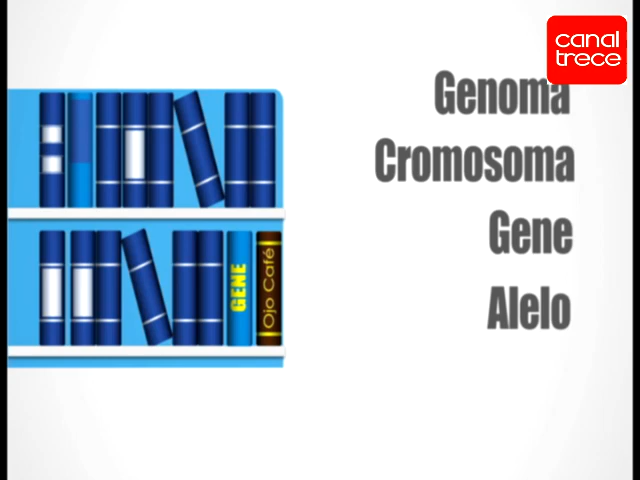 canal
trece
Genoma
Cromosoma
Gene
Alelo
GENE
Ojo Café